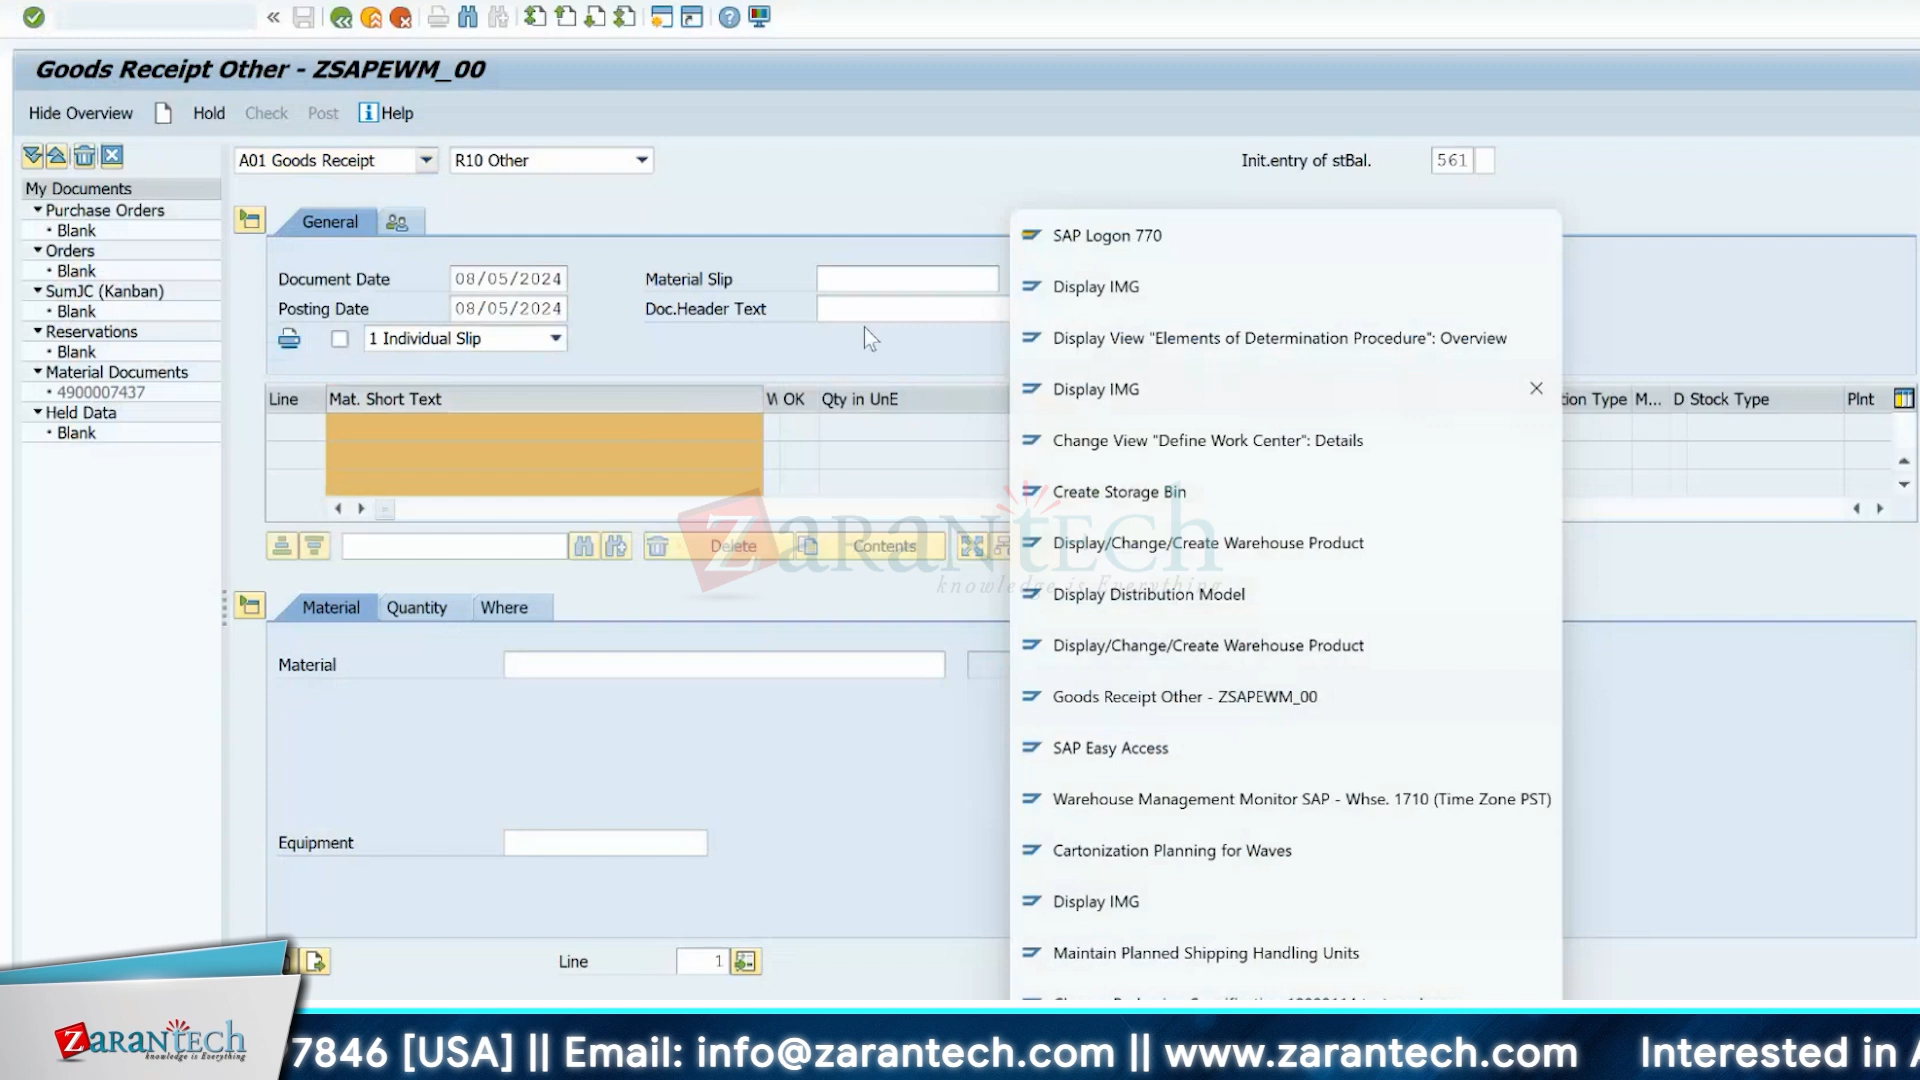 Goods Receipt Other - ZSAPEWM_00
Hide Overview Hold Check Post Help
A01 Goods Receipt R10 Other Init.entry of stBal. 561
My Documents
Purchase Orders
Blank
Orders
Blank
SumJC (Kanban)
Blank
Reservations
Blank
Material Documents
4900007437
Held Data
Blank
General
Document Date 08/05/2024 Material Slip
Posting Date 08/05/2024 Doc.Header Text
1 Individual Slip
Line Mat. Short Text OK Qty in UnE
tion Type M... D Stock Type Plnt
Delete Contents
Material Quantity Where
Material
Equipment
Line 1
SAP Logon 770
Display IMG
Display View "Elements of Determination Procedure": Overview
Display IMG
Change View "Define Work Center": Details
Create Storage Bin
Display/Change/Create Warehouse Product
Display Distribution Model
Display/Change/Create Warehouse Product
Goods Receipt Other - ZSAPEWM_00
SAP Easy Access
Warehouse Management Monitor SAP - Whse. 1710 (Time Zone PST)
Cartonization Planning for Waves
Display IMG
Maintain Planned Shipping Handling Units
ZaranTech
knowledge is Everything
ZaranTech
knowledge is Everything
7846 [USA] || Email: info@zarantech.com || www.zarantech.com Interested in A